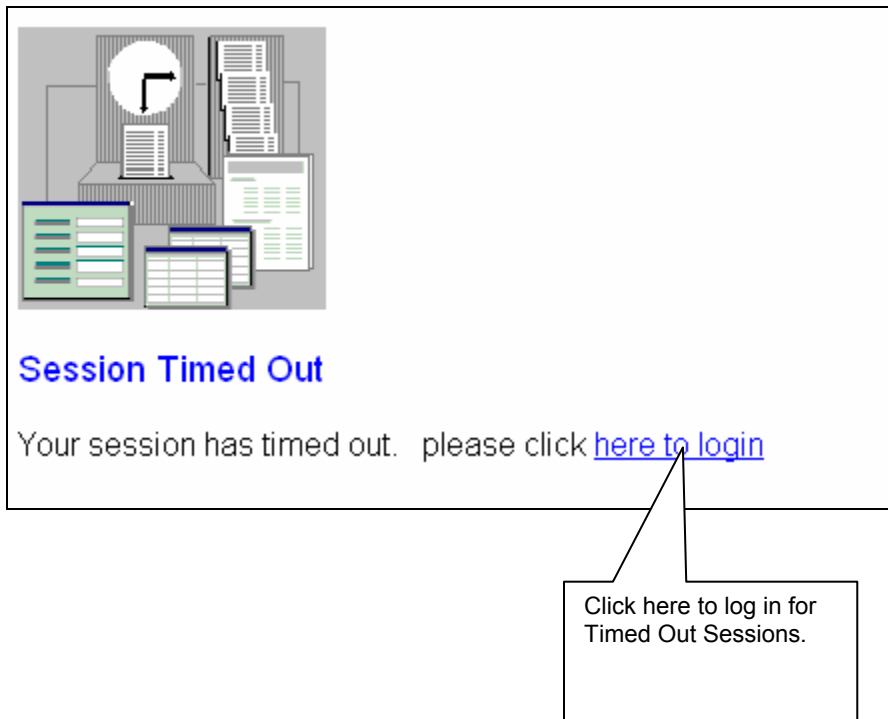 Session Timed Out
Your session has timed out. please click here to login
Click here to log in for
Timed Out Sessions.